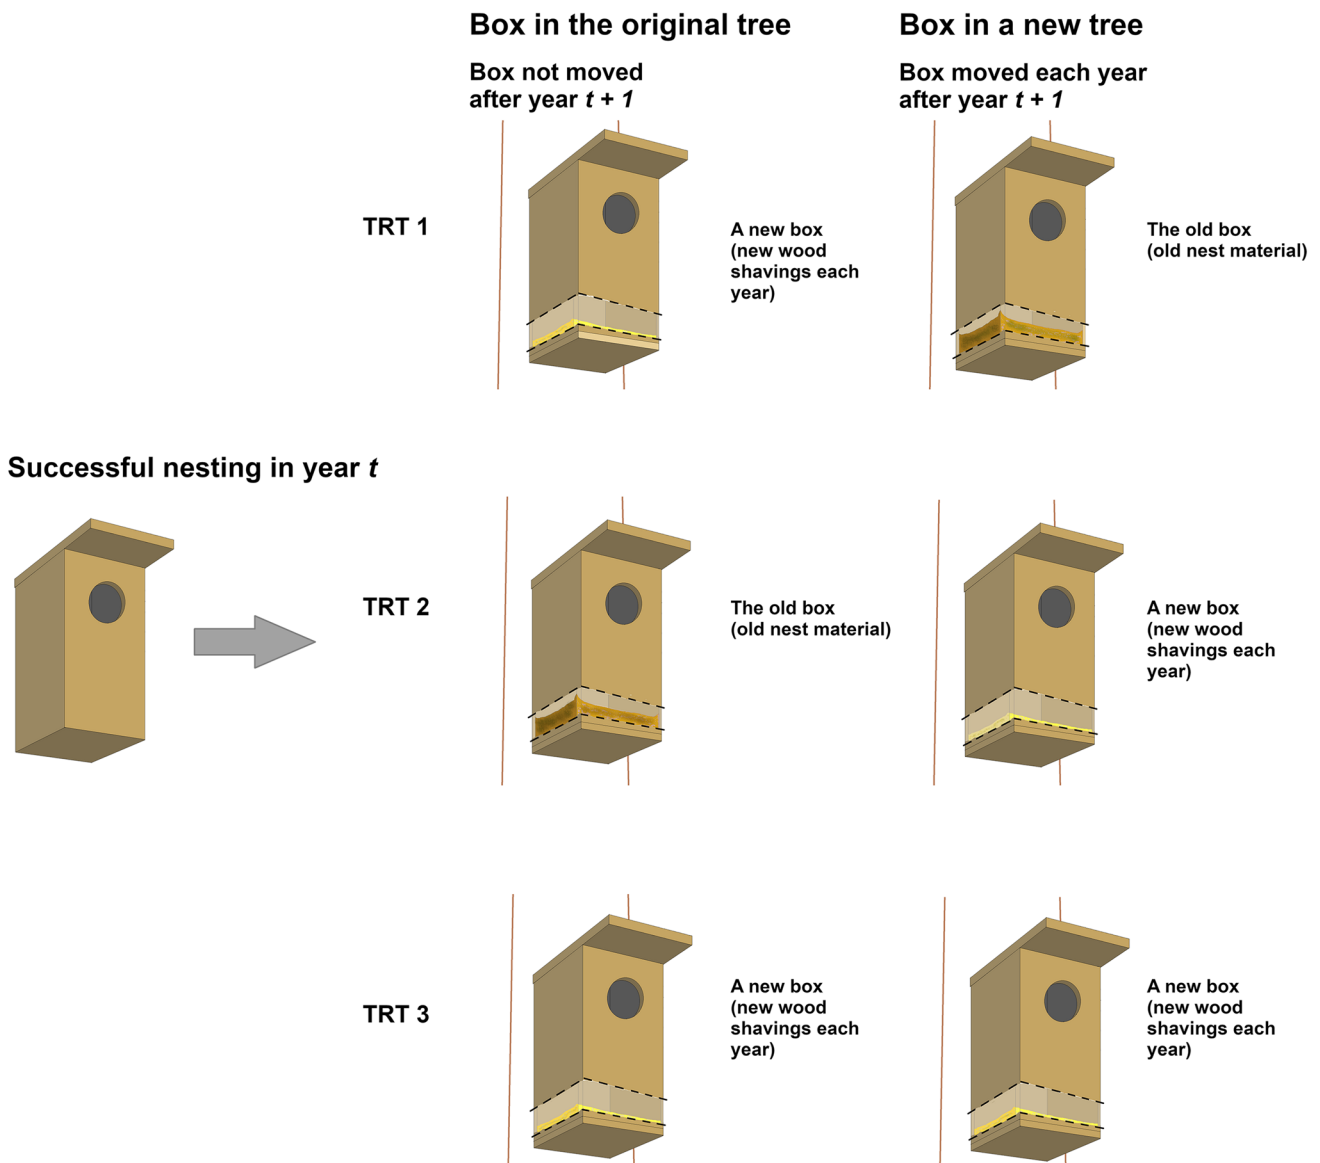 Box in the original tree
Box in a new tree
Box not moved
after year t + 1
Box moved each year
after year t + 1
TRT 1
A new box
(new wood
shavings each
year)
The old box
(old nest material)
Successful nesting in year t
TRT 2
The old box
(old nest material)
A new box
(new wood
shavings each
year)
TRT 3
A new box
(new wood
shavings each
year)
A new box
(new wood
shavings each
year)